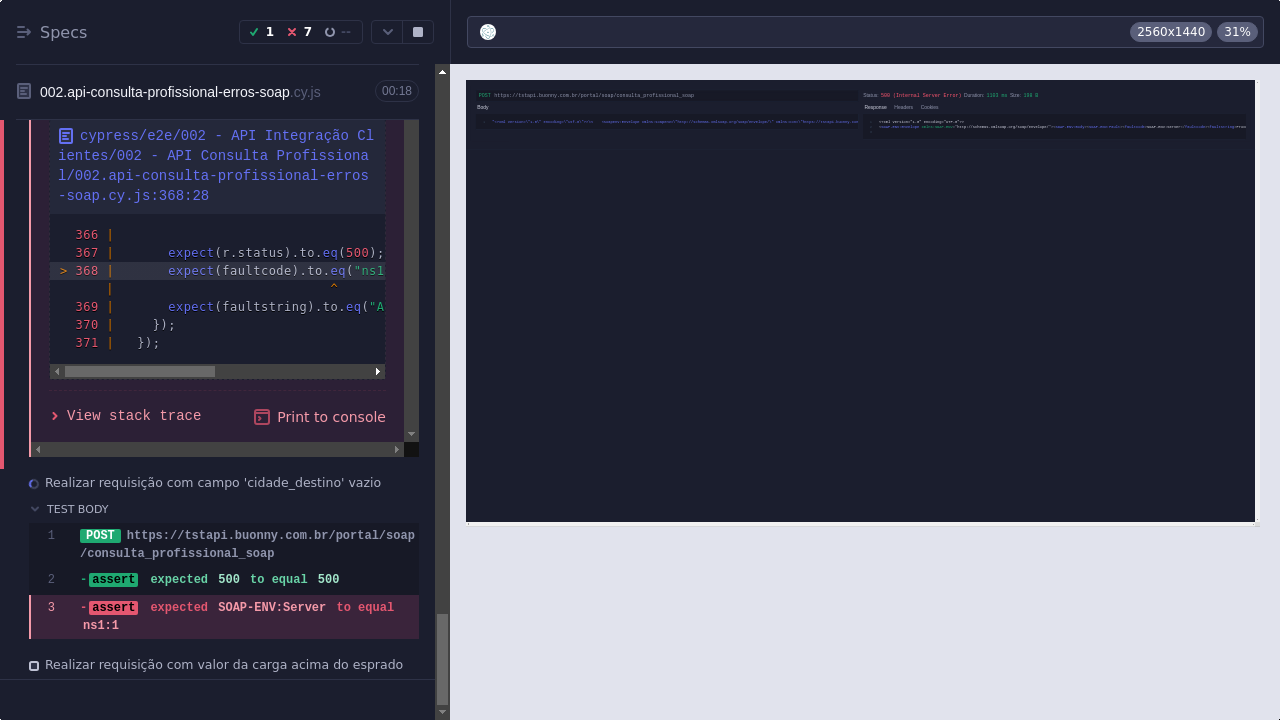 Specs
1
7
--
2560x1440
31%
002.api-consulta-profissional-erros-soap.cy.js
00:18
cypress/e2e/002 - API Integração Cl
ientes/002 - API Consulta Profissiona
l/002.api-consulta-profissional-erros
-soap.cy.js:368:28
366 |
367 | expect(r.status).to.eq(500);
> 368 | expect(faultcode).to.eq("ns1
| ^
369 | expect(faultstring).to.eq("A
370 | });
371 | });
View stack trace
Print to console
Realizar requisição com campo 'cidade_destino' vazio
TEST BODY
1 POST https://tstapi.buonny.com.br/portal/soap
/consulta_profissional_soap
2 -assert expected 500 to equal 500
3 -assert expected SOAP-ENV:Server to equal
ns1:1
Realizar requisição com valor da carga acima do esprado
POST https://tstapi.buonny.com.br/portal/soap/consulta_profissional_soap
Body
Status: 500 (Internal Server Error) Duration: 1103 ms Size: 
Response Headers Cookies